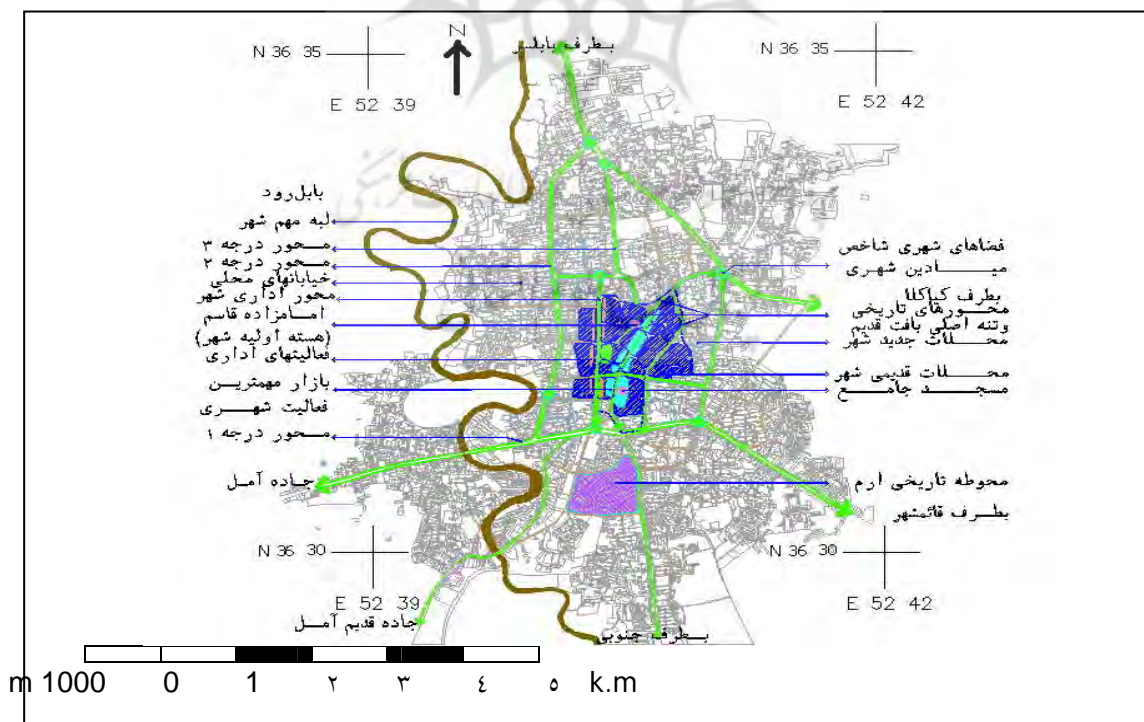 N
بطرف بابلسر
N 36 35
E 52 39
N 36 35
E 52 42
بابل‌رود
لبه مهم شهر
محور درجه ۳
محور درجه ۲
خیابانهای محلی
محور اداری شهر
امامزاده قاسم
(هسته اولیه شهر)
فعالیتهای اداری
بازار مهمترین
فعالیت شهری
محور درجه ۱
جاده آمل
فضاهای شهری شاخص
میادین شهری
بطرف کیاکلا
محورهای تاریخی
وتنه اصلی بافت قدیم
محلات جدید شهر
محلات قدیمی شهر
مسجد جامع
محوطه تاریخی ارم
بطرف قائمشهر
N 36 30
E 52 39
N 36 30
E 52 42
جاده قدیم آمل
بطرف جنوبی
m 1000 0 1 ۲ ۳ ٤ ٥ k.m